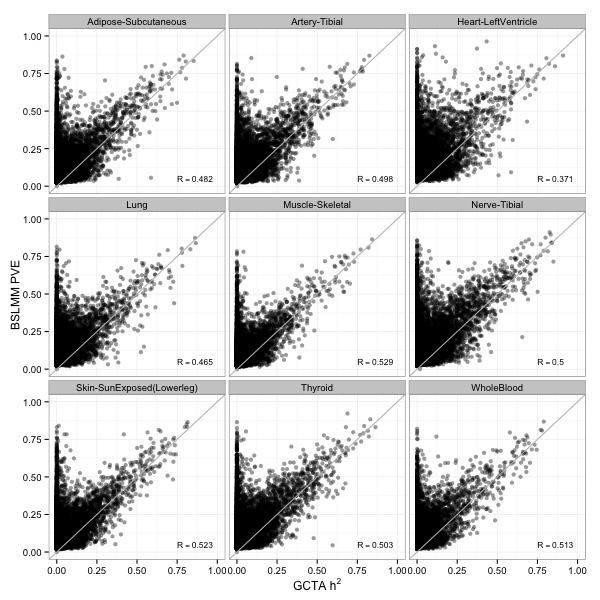 Adipose-Subcutaneous Artery-Tibial Heart-LeftVentricle
1.00
0.75
0.50
0.25
0.00
R = 0.482 R = 0.498 R = 0.371
Lung Muscle-Skeletal Nerve-Tibial
1.00
0.75
0.50
0.25
0.00
R = 0.465 R = 0.529 R = 0.5
BSLMM PVE
Skin-SunExposed(Lowerleg) Thyroid WholeBlood
1.00
0.75
0.50
0.25
0.00
R = 0.523 R = 0.503 R = 0.513
0.00 0.25 0.50 0.75 1.00 0.00 0.25 0.50 0.75 1.00 0.00 0.25 0.50 0.75 1.00
GCTA h²